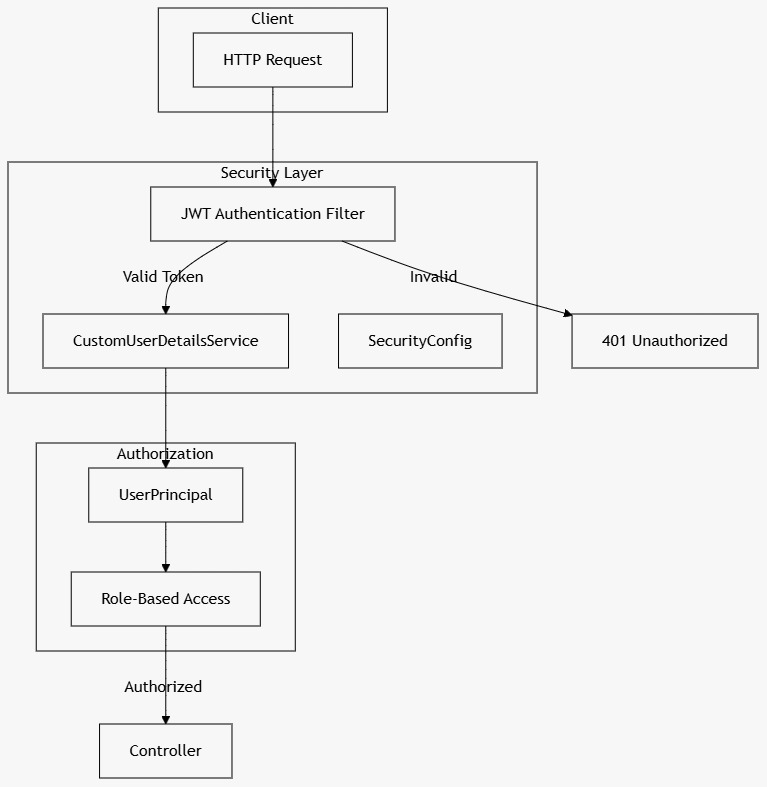 Client
HTTP Request
Security Layer
JWT Authentication Filter
Valid Token
Invalid
CustomUserDetailsService
SecurityConfig
401 Unauthorized
Authorization
UserPrincipal
Role-Based Access
Authorized
Controller